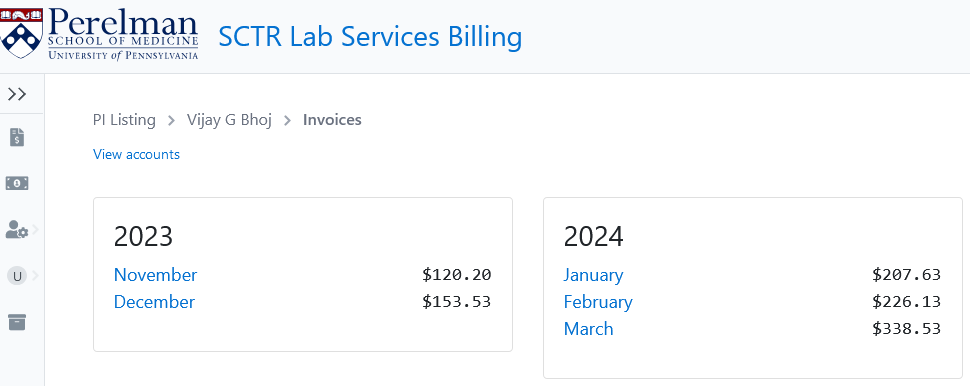 Perelman
SCHOOL OF MEDICINE
UNIVERSITY of PENNSYLVANIA
SCTR Lab Services Billing
PI Listing > Vijay G Bhoj > Invoices
View accounts
2023
November $120.20
December $153.53
2024
January $207.63
February $226.13
March $338.53
U